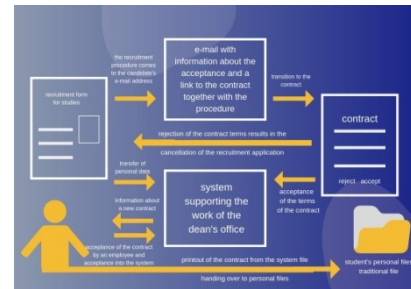 the recruitment
procedure comes
to the candidate's
e-mail address
e-mail with
information about the
acceptance and a
link to the contract
together with the
procedure
transition to the
contract
recruitment form
for studies
contract
reject accept
rejection of the contract terms results in the
cancellation of the recruitment application
transfer of
personal data
system
supporting the
work of the
dean's office
acceptance
of the terms
of the contract
information about
a new contract
acceptance of the contract
by an employee and
acceptance into the system
printout of the contract from the system file
handing over to personal files
student's personal files
traditional file